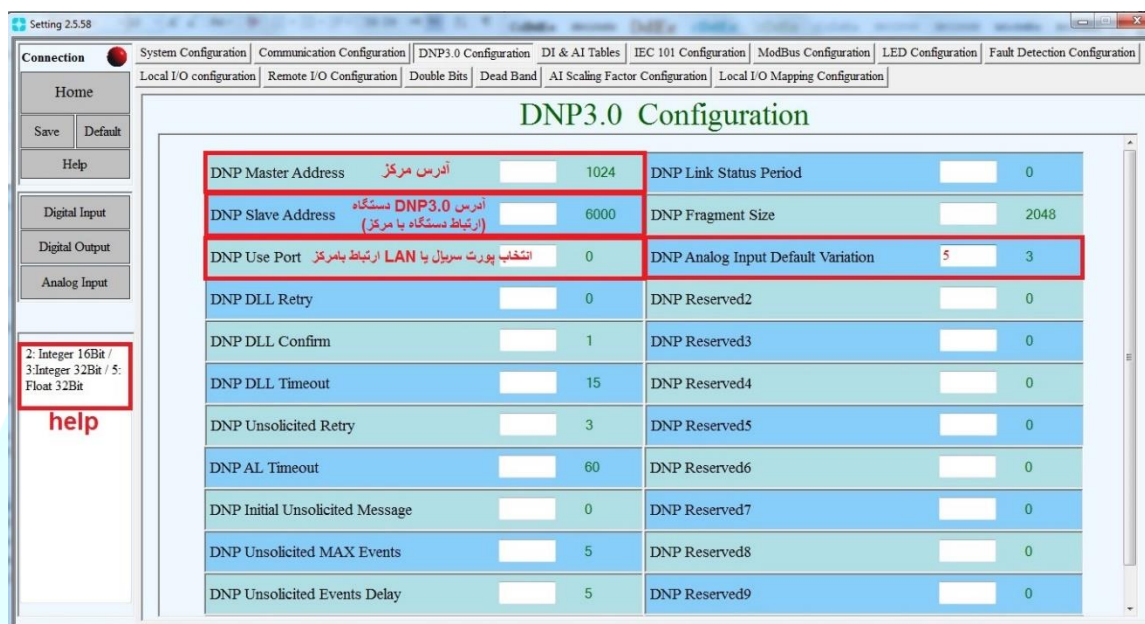 Setting 2.5.58
Connection
Home
Save Default
Help
Digital Input
Digital Output
Analog Input
2: Integer 16Bit /
3:Integer 32Bit / 5:
Float 32Bit
help
System Configuration Communication Configuration DNP3.0 Configuration DI & AI Tables IEC 101 Configuration ModBus Configuration LED Configuration Fault Detection Configuration
Local I/O configuration Remote I/O Configuration Double Bits Dead Band AI Scaling Factor Configuration Local I/O Mapping Configuration
DNP3.0 Configuration
DNP Master Address آدرس مرکز 1024
DNP Slave Address آدرس DNP3.0 دستگاه 6000
(ارتباط دستگاه با مرکز)
DNP Use Port انتخاب پورت سریال یا LAN ارتباط بامرکز 0
DNP DLL Retry 0
DNP DLL Confirm 1
DNP DLL Timeout 15
DNP Unsolicited Retry 3
DNP AL Timeout 60
DNP Initial Unsolicited Message 0
DNP Unsolicited MAX Events 5
DNP Unsolicited Events Delay 5
DNP Link Status Period 0
DNP Fragment Size 2048
DNP Analog Input Default Variation 5 3
DNP Reserved2 0
DNP Reserved3 0
DNP Reserved4 0
DNP Reserved5 0
DNP Reserved6 0
DNP Reserved7 0
DNP Reserved8 0
DNP Reserved9 0